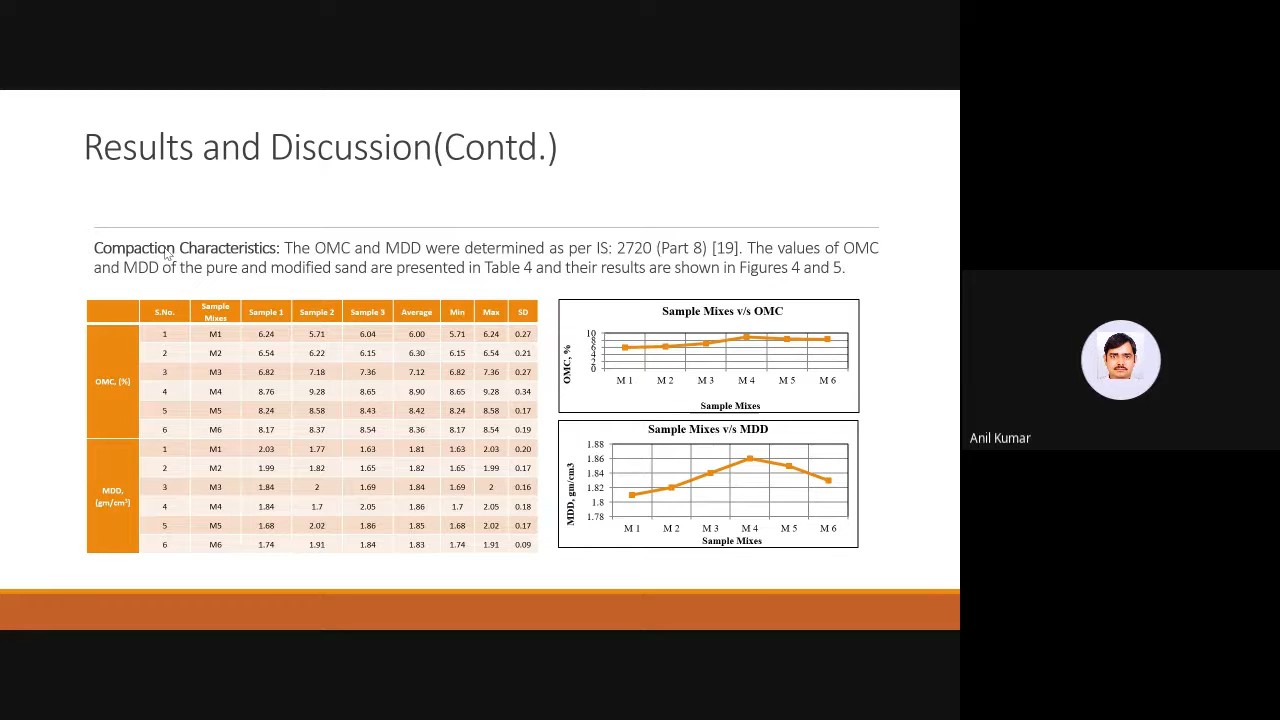 Results and Discussion(Contd.)
Compaction Characteristics: The OMC and MDD were determined as per IS: 2720 (Part 8) [19]. The values of OMC
and MDD of the pure and modified sand are presented in Table 4 and their results are shown in Figures 4 and 5.
S.No. Sample Mixes Sample 1 Sample 2 Sample 3 Average Min Max SD
OMC, (%)
1 M1 6.24 5.71 6.04 6.00 5.71 6.24 0.27
2 M2 6.54 6.22 6.15 6.30 6.15 6.54 0.21
3 M3 6.82 7.18 7.36 7.12 6.82 7.36 0.27
4 M4 8.76 9.28 8.65 8.90 8.65 9.28 0.34
5 M5 8.24 8.58 8.43 8.42 8.24 8.58 0.17
6 M6 8.17 8.37 8.54 8.36 8.17 8.54 0.19
MDD, (gm/cm³)
1 M1 2.03 1.77 1.63 1.81 1.63 2.03 0.20
2 M2 1.99 1.82 1.65 1.82 1.65 1.99 0.17
3 M3 1.84 2 1.69 1.84 1.69 2 0.16
4 M4 1.84 1.7 2.05 1.86 1.7 2.05 0.18
5 M5 1.68 2.02 1.86 1.85 1.68 2.02 0.17
6 M6 1.74 1.91 1.84 1.83 1.74 1.91 0.09
Sample Mixes v/s OMC
OMC, %
10
8
6
4
2
0
M 1 M 2 M 3 M 4 M 5 M 6
Sample Mixes
Sample Mixes v/s MDD
MDD, gm/cm3
1.88
1.86
1.84
1.82
1.8
1.78
M 1 M 2 M 3 M 4 M 5 M 6
Sample Mixes
Anil Kumar